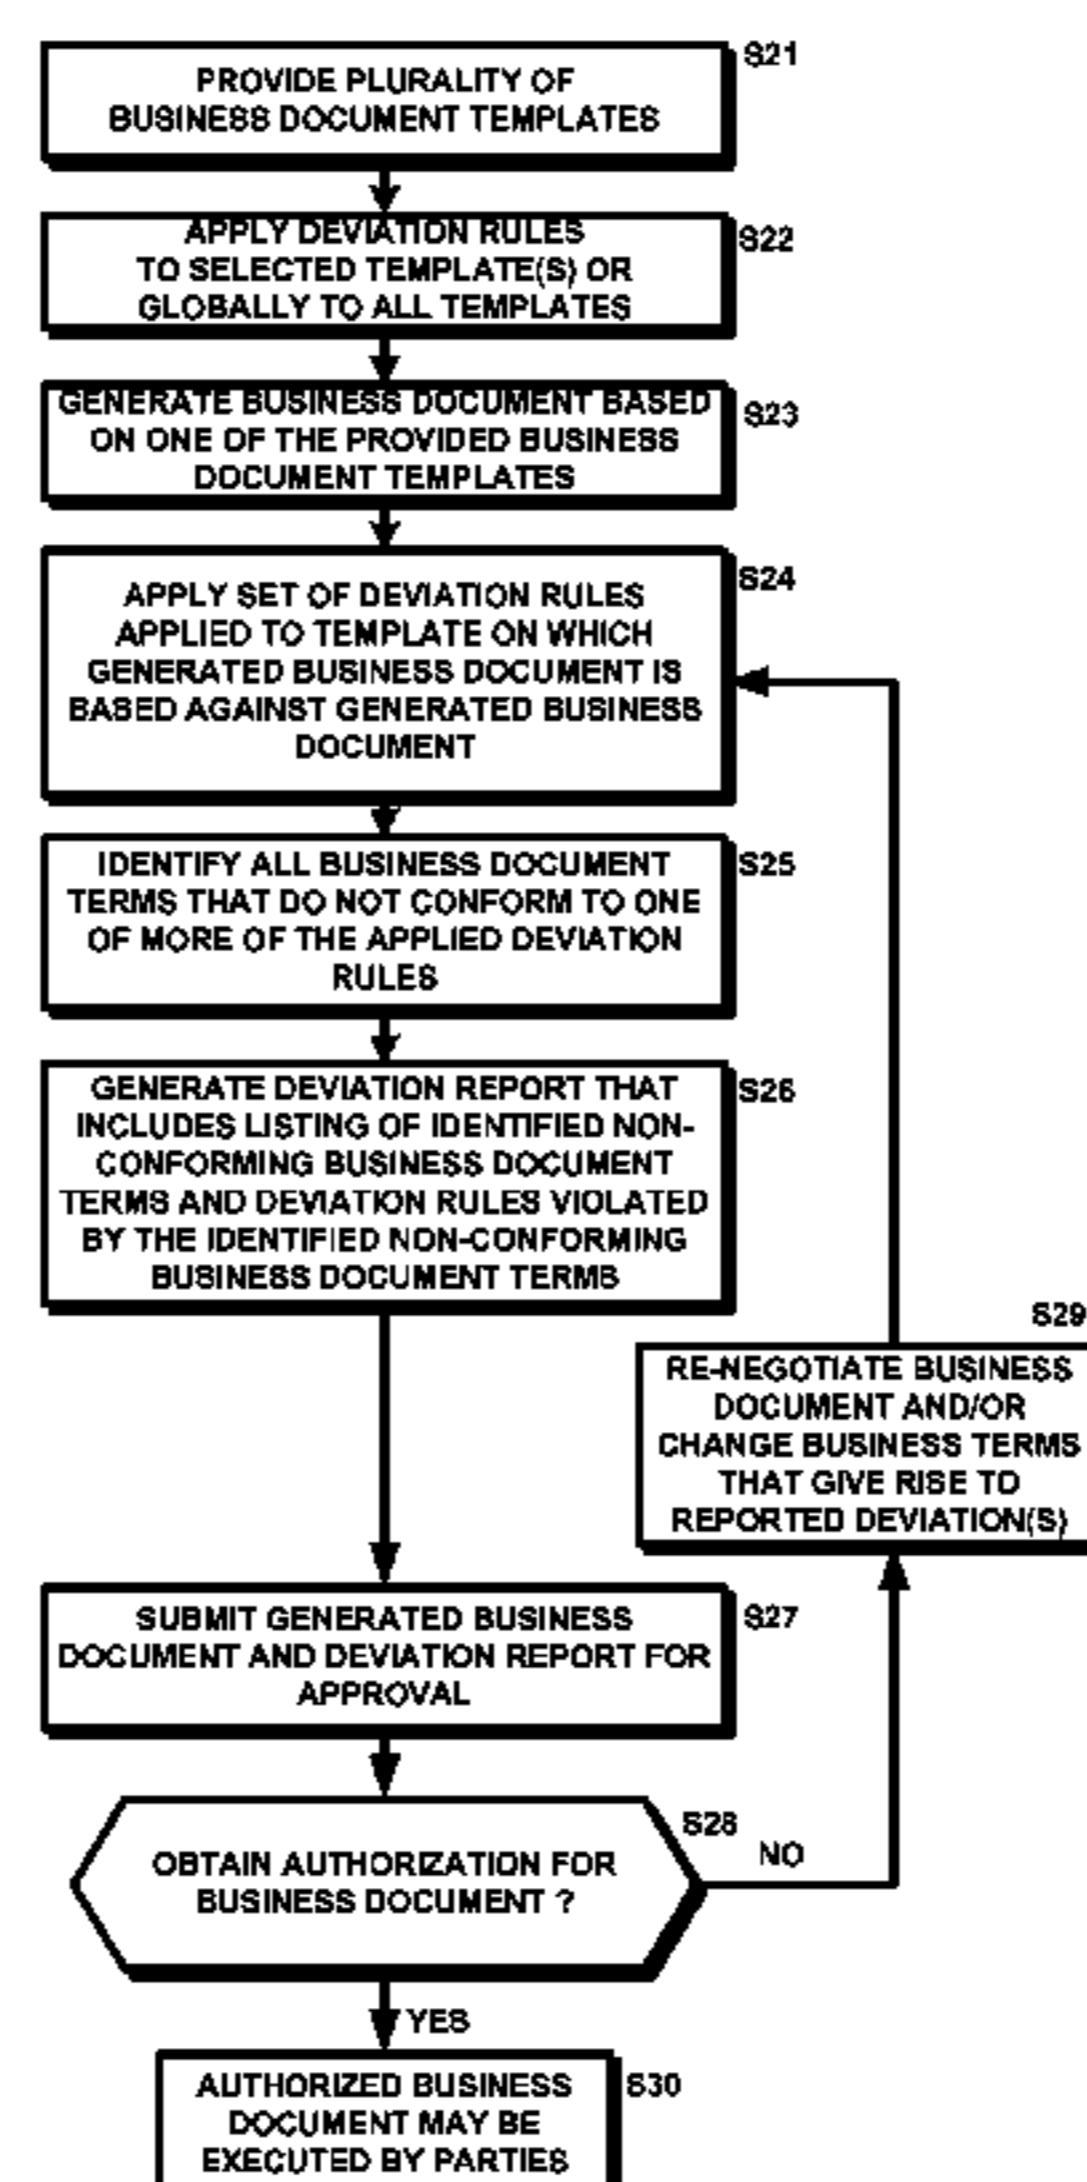 S21
PROVIDE PLURALITY OF
BUSINESS DOCUMENT TEMPLATES
S22
APPLY DEVIATION RULES
TO SELECTED TEMPLATE(S) OR
GLOBALLY TO ALL TEMPLATES
S23
GENERATE BUSINESS DOCUMENT BASED
ON ONE OF THE PROVIDED BUSINESS
DOCUMENT TEMPLATES
S24
APPLY SET OF DEVIATION RULES
APPLIED TO TEMPLATE ON WHICH
GENERATED BUSINESS DOCUMENT IS
BASED AGAINST GENERATED BUSINESS
DOCUMENT
S25
IDENTIFY ALL BUSINESS DOCUMENT
TERMS THAT DO NOT CONFORM TO ONE
OF MORE OF THE APPLIED DEVIATION
RULES
S26
GENERATE DEVIATION REPORT THAT
INCLUDES LISTING OF IDENTIFIED NON-
CONFORMING BUSINESS DOCUMENT
TERMS AND DEVIATION RULES VIOLATED
BY THE IDENTIFIED NON-CONFORMING
BUSINESS DOCUMENT TERMS
S29
RE-NEGOTIATE BUSINESS
DOCUMENT AND/OR
CHANGE BUSINESS TERMS
THAT GIVE RISE TO
REPORTED DEVIATION(S)
S27
SUBMIT GENERATED BUSINESS
DOCUMENT AND DEVIATION REPORT FOR
APPROVAL
S28
NO
OBTAIN AUTHORIZATION FOR
BUSINESS DOCUMENT ?
YES
S30
AUTHORIZED BUSINESS
DOCUMENT MAY BE
EXECUTED BY PARTIES